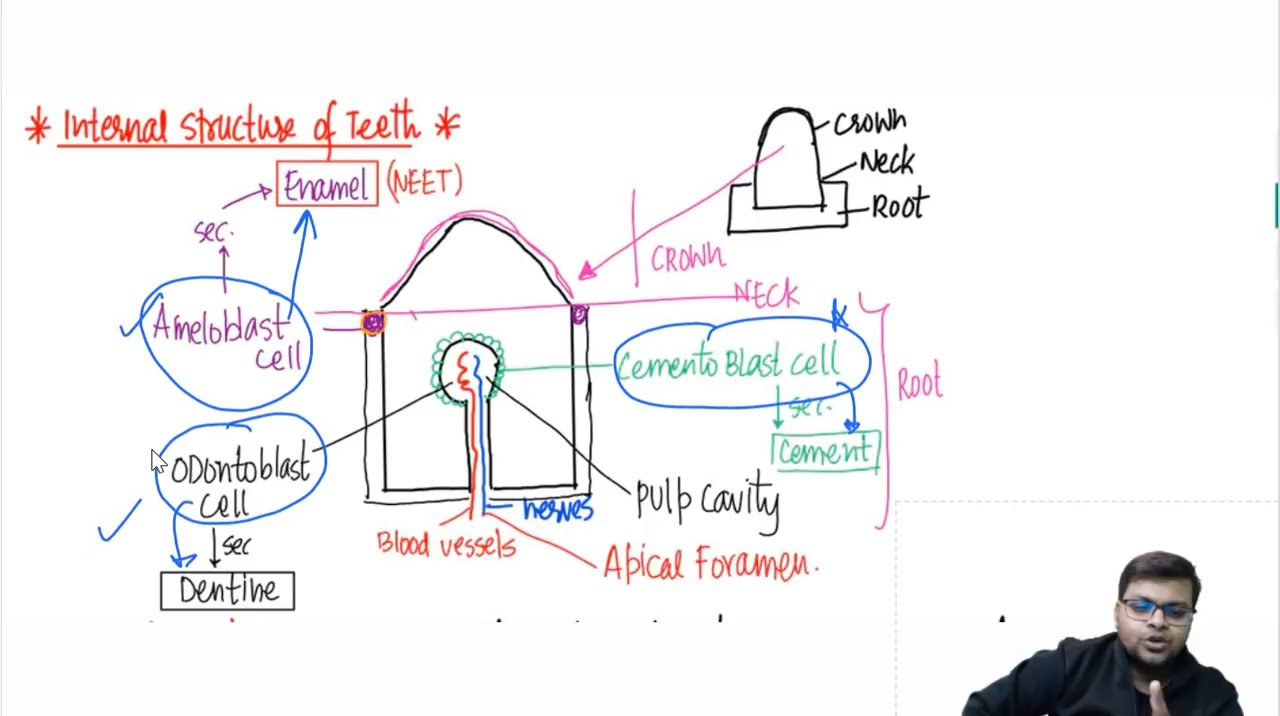 * Internal structure of Teeth *
Enamel (NEET)
sec.
Ameloblast
cell
Crown
Neck
Root
CROWN
NECK
Cemento Blast cell
sec.
Cement
Root
ODontoblast
cell
sec
Dentine
Pulp cavity
nerves
Blood vessels
Apical Foramen.